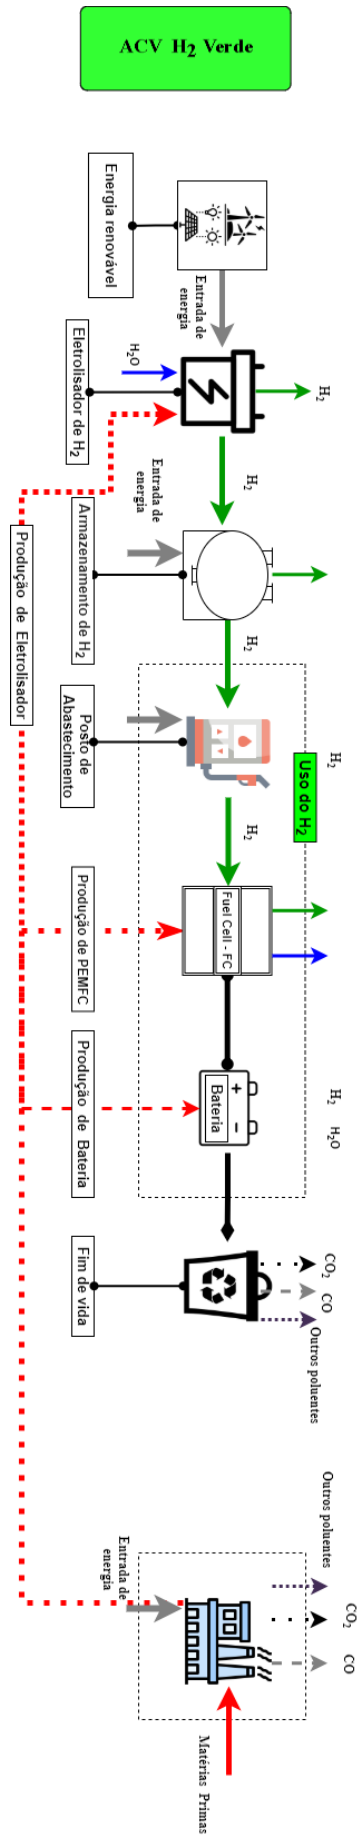 ACV H₂ Verde
Energia renovável
Entrada de
energia
H₂O
H₂
Eletrolisador de H₂
H₂
Entrada de
energia
Armazenamento de H₂
Produção de Eletrolisador
H₂
Posto de
Abastecimento
H₂
Uso do H₂
H₂
Fuel Cell - FC
Produção de PEMFC
H₂
H₂O
Bateria
Produção de Bateria
Fim de vida
CO₂
CO
Outros poluentes
Outros poluentes
CO₂
CO
Entrada de
energia
Matérias Primas